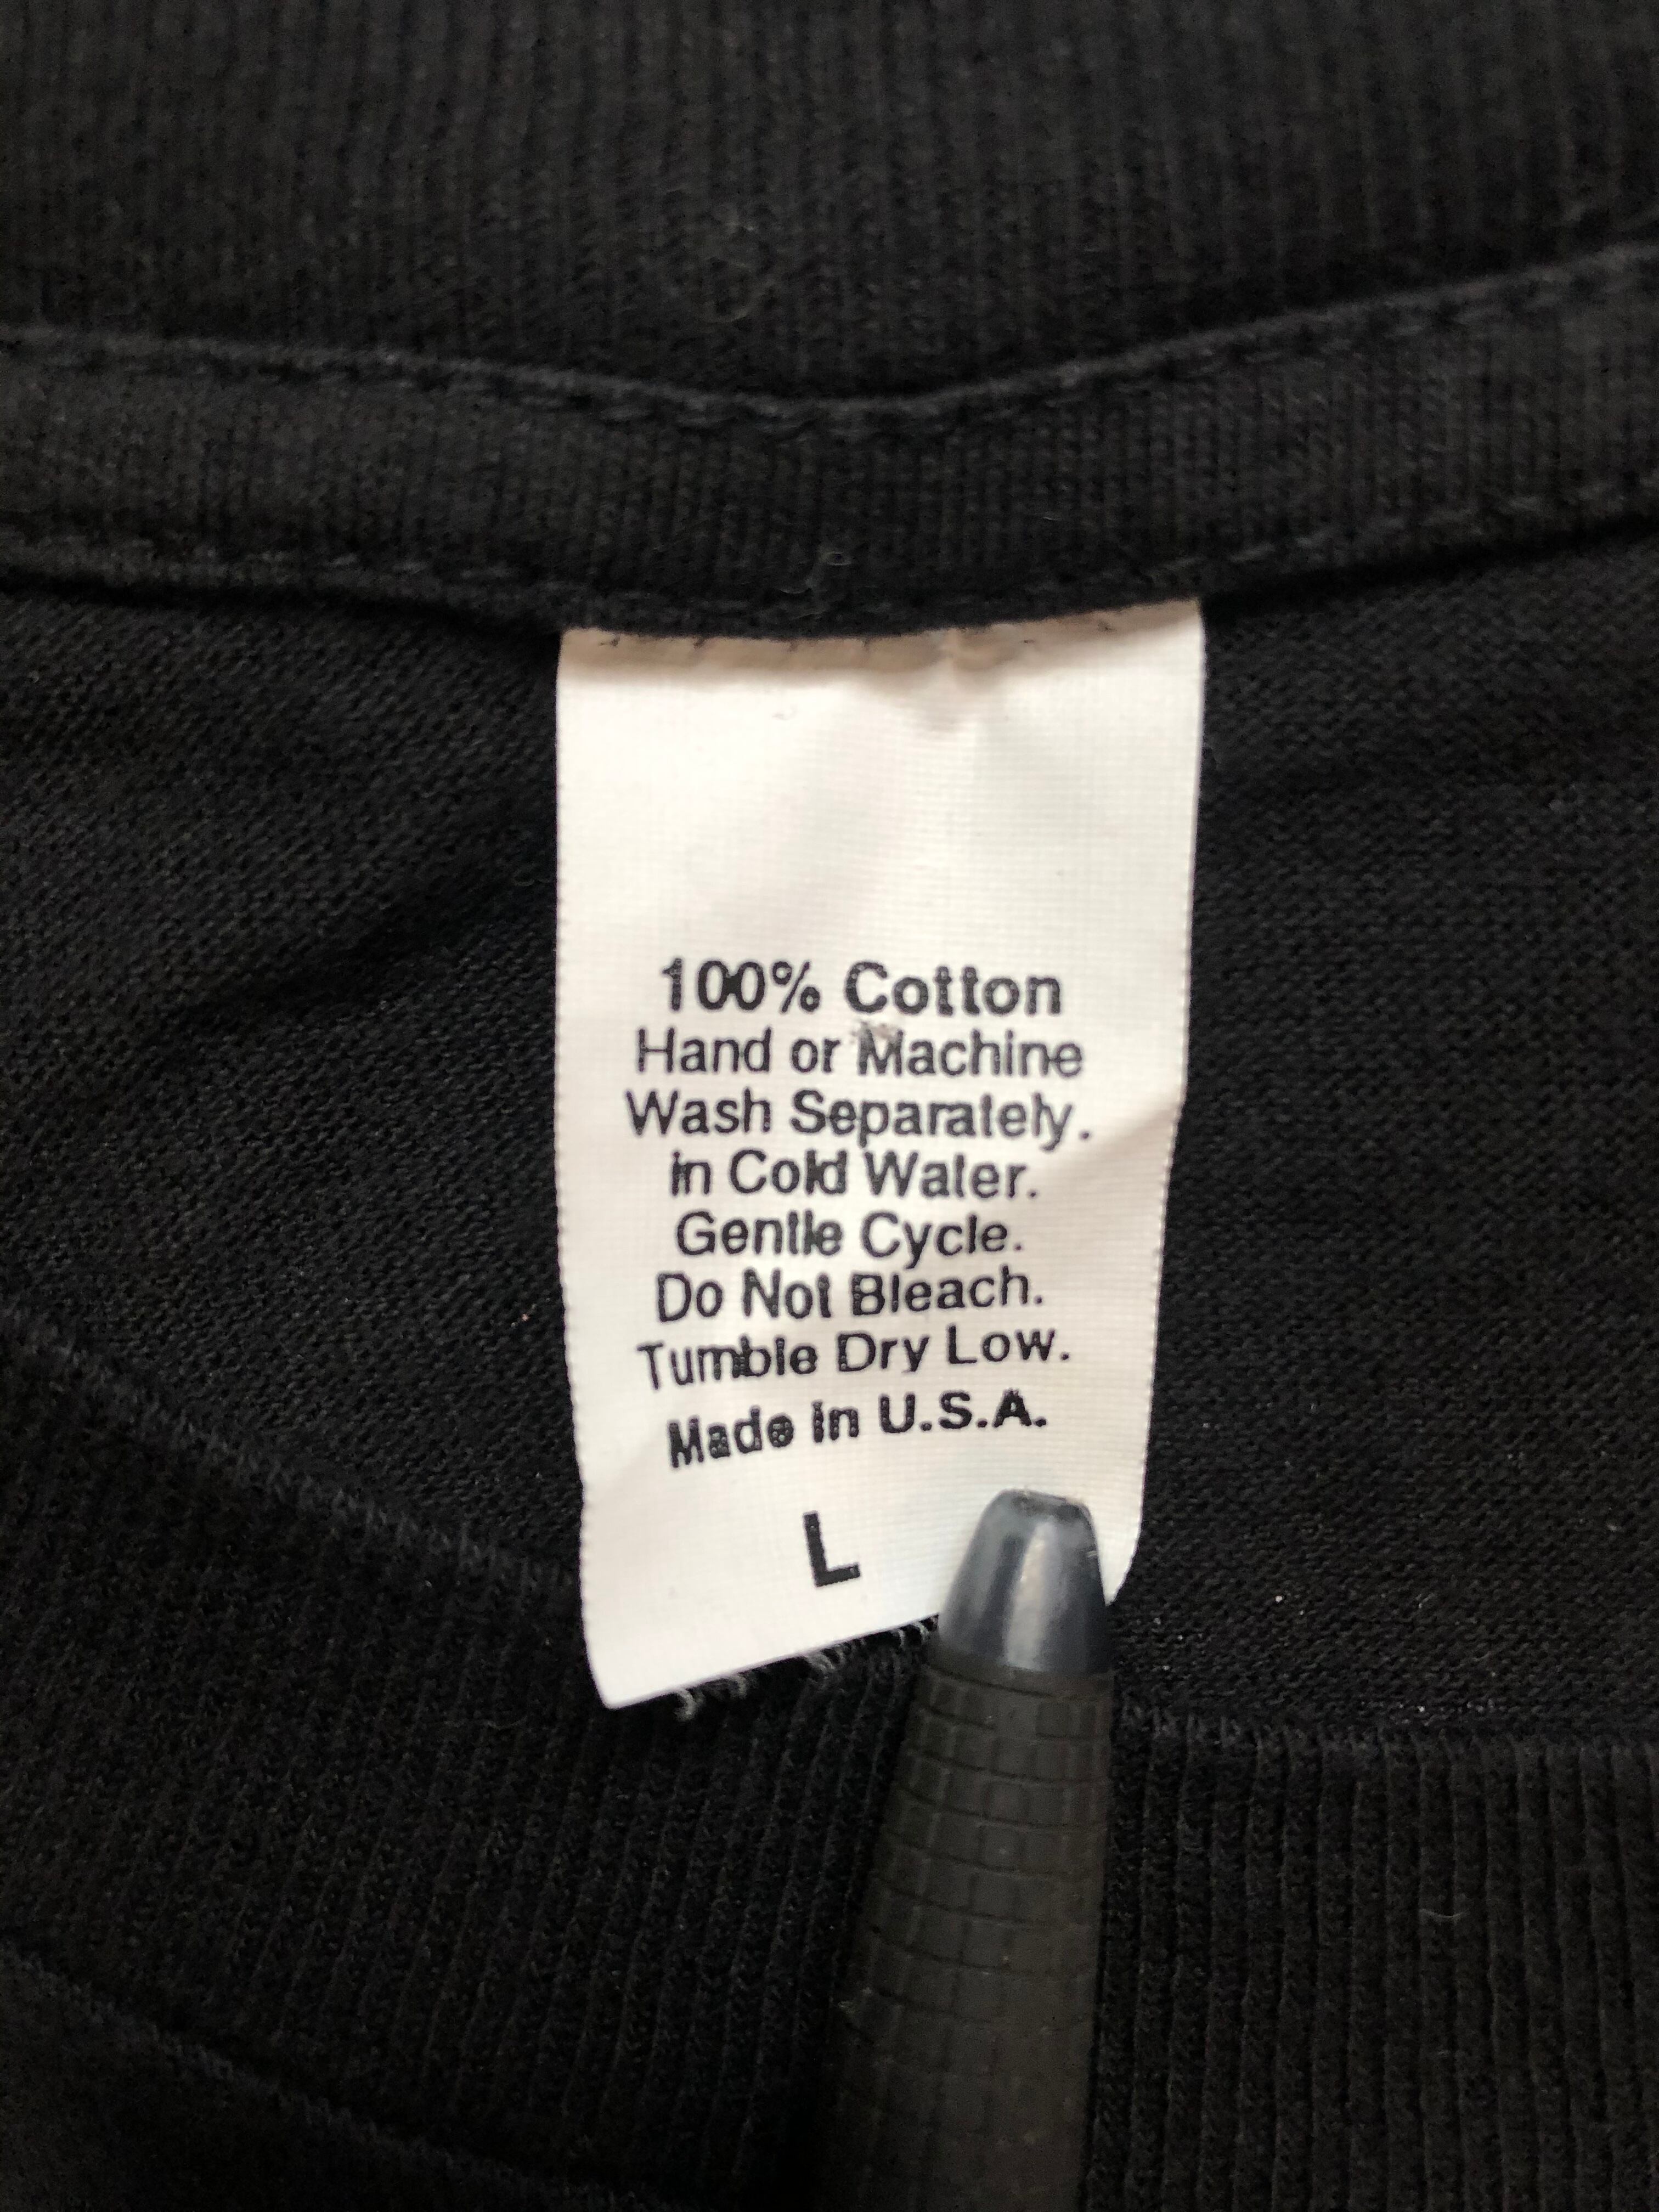 100% Cotton
Hand or Machine
Wash Separately.
in Cold Water.
Gentle Cycle.
Do Not Bleach.
Tumble Dry Low.
Made in U.S.A.
L